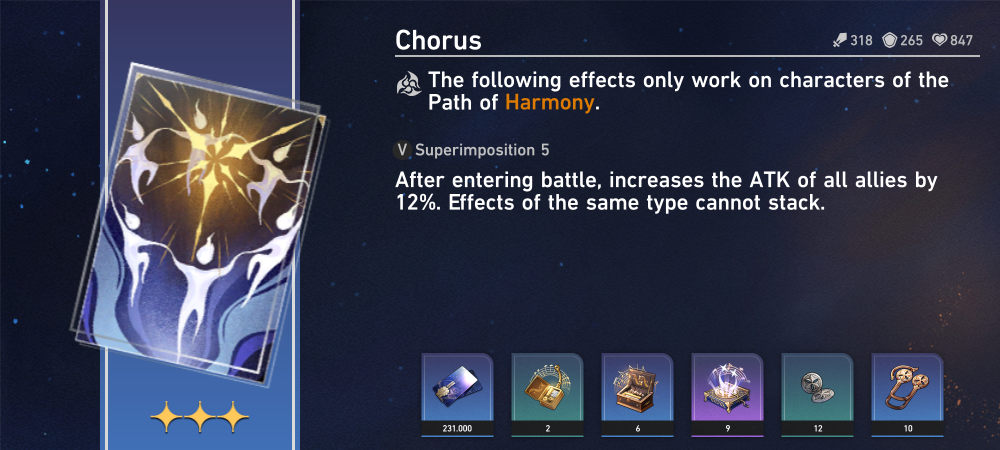 Chorus
318 265 847
The following effects only work on characters of the
Path of Harmony.
V Superimposition 5
After entering battle, increases the ATK of all allies by
12%. Effects of the same type cannot stack.
231.000 2 6 9 12 10